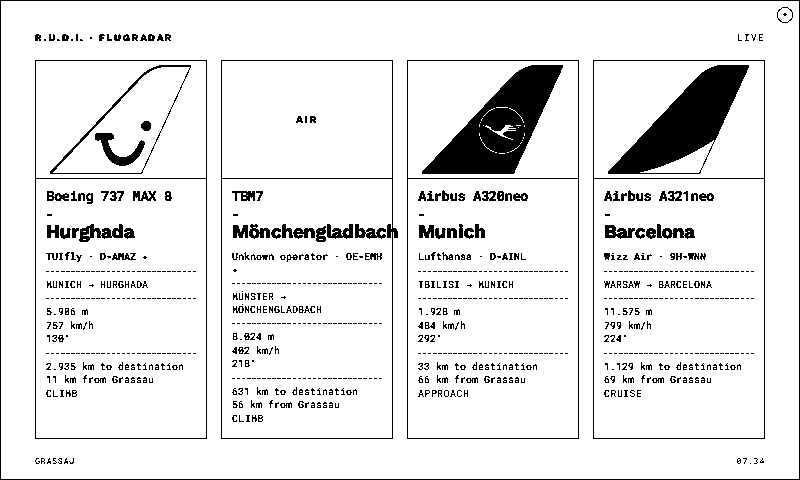 R.U.D.I. · FLUGRADAR
LIVE
Boeing 737 MAX 8
-
Hurghada
TUIfly · D-AMAZ ✦
MUNICH → HURGHADA
5.906 m
757 km/h
130°
2.935 km to destination
11 km from Grassau
CLIMB
AIR
TBM7
-
Mönchengladbach
Unknown operator · OE-EMH
✦
MÜNSTER →
MÖNCHENGLADBACH
8.024 m
402 km/h
218°
631 km to destination
56 km from Grassau
CLIMB
Airbus A320neo
-
Munich
Lufthansa · D-AINL
TBILISI → MUNICH
1.928 m
484 km/h
292°
33 km to destination
66 km from Grassau
APPROACH
Airbus A321neo
-
Barcelona
Wizz Air · 9H-WNN
WARSAW → BARCELONA
11.575 m
799 km/h
224°
1.129 km to destination
69 km from Grassau
CRUISE
GRASSAU
07.34